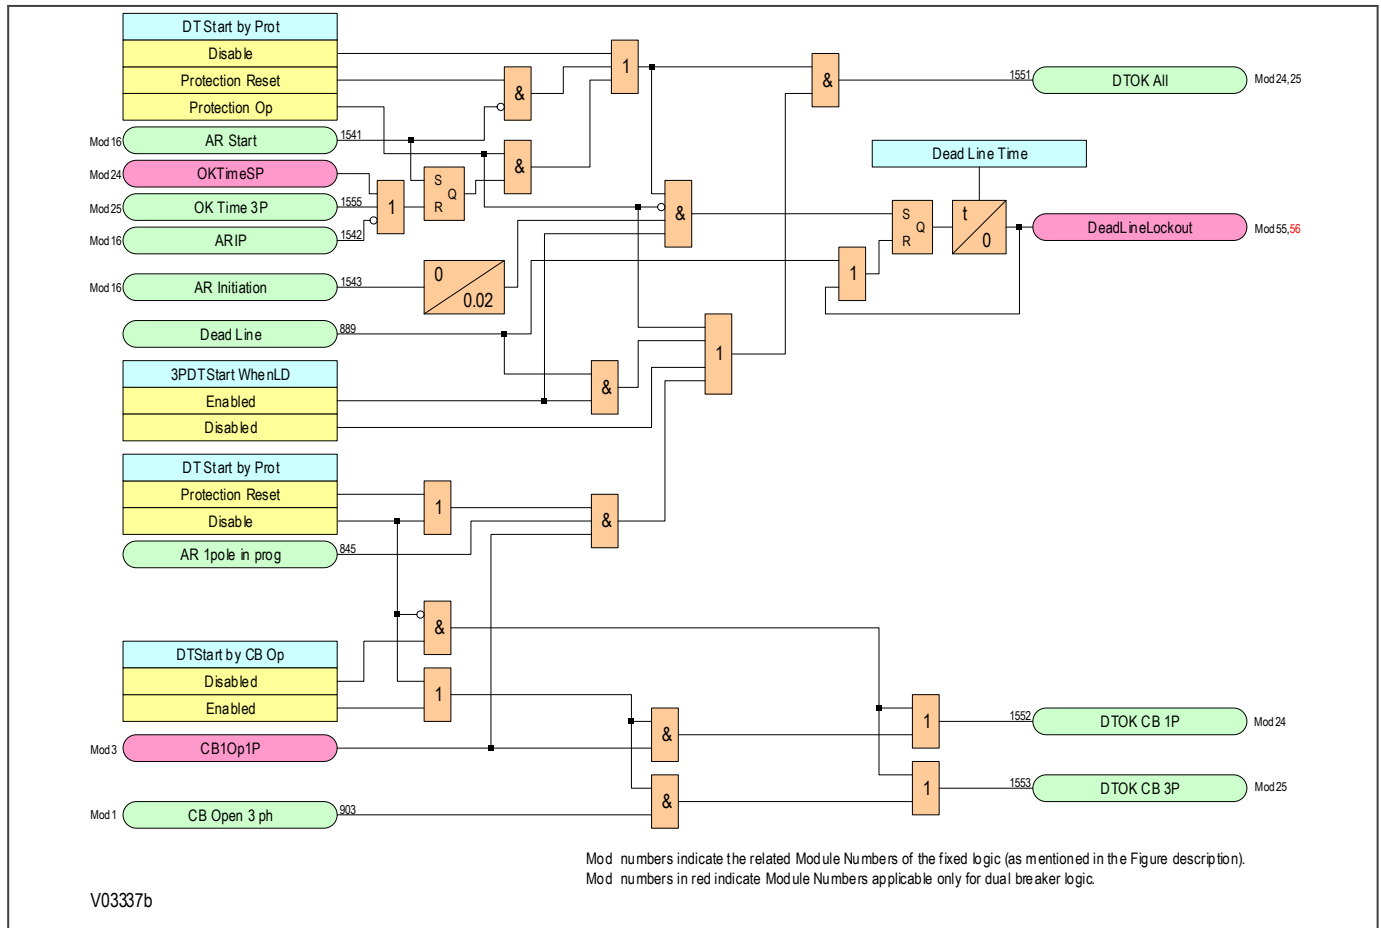 DT Start by Prot
Disable
Protection Reset
Protection Op
Mod 16 AR Start 1541
Mod 24 OKTimeSP
Mod 25 OK Time 3P 1555
Mod 16 ARIP 1542
Mod 16 AR Initiation 1543
Dead Line 889
3PDTStart WhenLD
Enabled
Disabled
DT Start by Prot
Protection Reset
Disable
AR 1pole in prog 845
DTStart by CB Op
Disabled
Enabled
Mod 3 CB1Op1P
Mod 1 CB Open 3 ph 903
&
1
&
1
S
Q
R
0
0.02
&
&
1
&
1551 DTOK All Mod 24,25
Dead Line Time
S
Q
R
t
0
1
DeadLineLockout Mod 55,56
1
&
&
1
&
&
1
1552 DTOK CB 1P Mod 24
1
1553 DTOK CB 3P Mod 25
Mod numbers indicate the related Module Numbers of the fixed logic (as mentioned in the Figure description).
Mod numbers in red indicate Module Numbers applicable only for dual breaker logic.
V03337b